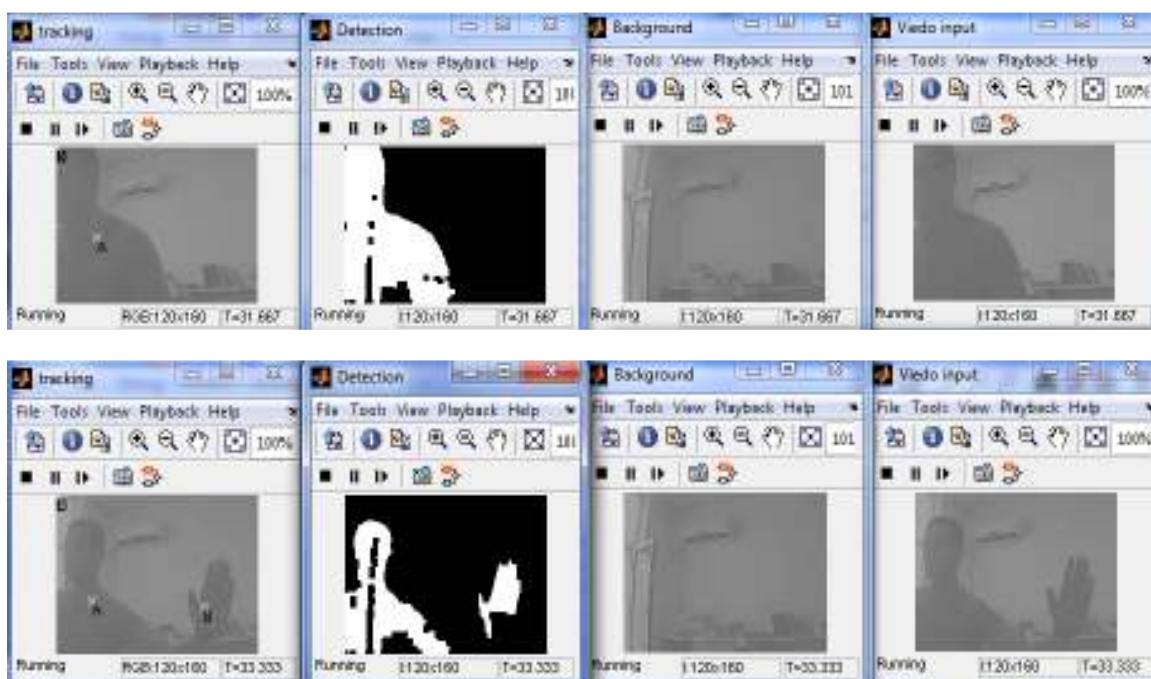 tracking
File Tools View Playback Help
100%
A
Running RGB:120x160 T=31.667
Detection
File Tools View Playback Help
Running I:120x160 T=31.667
Background
File Tools View Playback Help
101
Running I:120x160 T=31.667
Viedo input
File Tools View Playback Help
100%
Running I:120x160 T=31.667
tracking
File Tools View Playback Help
100%
A
Running RGB:120x160 T=33.333
Detection
File Tools View Playback Help
Running I:120x160 T=33.333
Background
File Tools View Playback Help
101
Running I:120x160 T=33.333
Viedo input
File Tools View Playback Help
100%
Running I:120x160 T=33.333